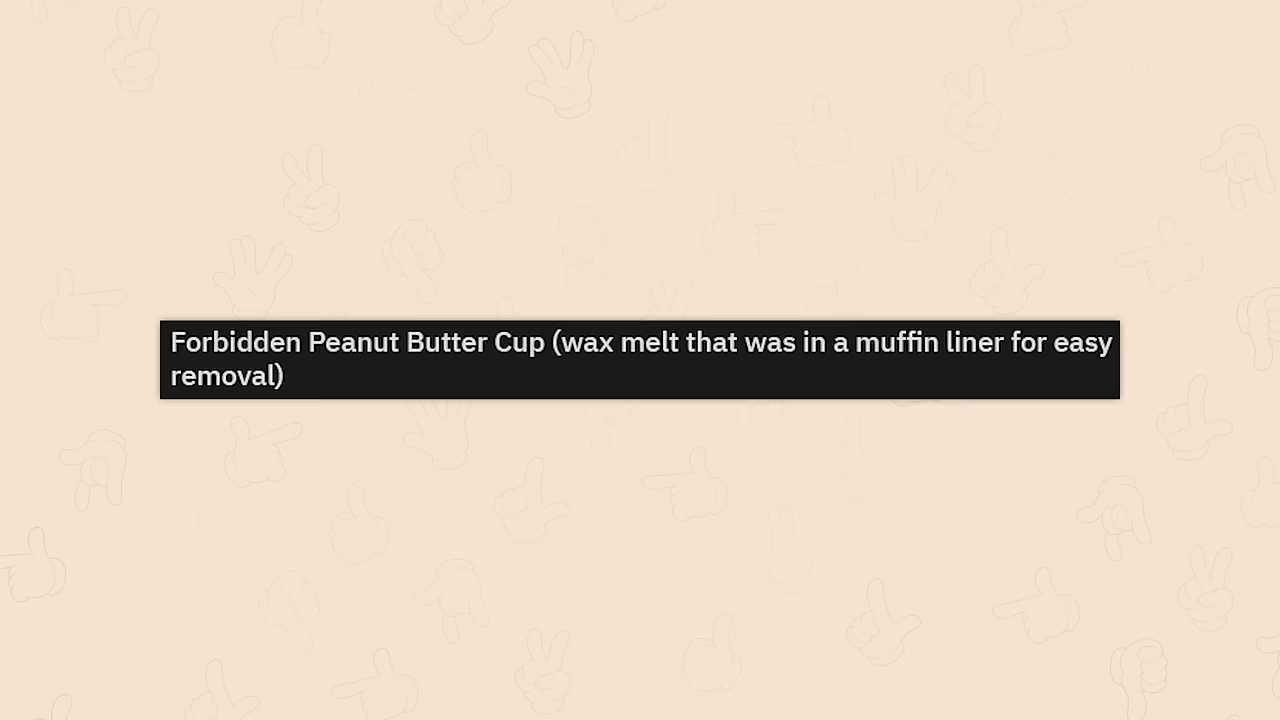 Forbidden Peanut Butter Cup (wax melt that was in a muffin liner for easy
removal)